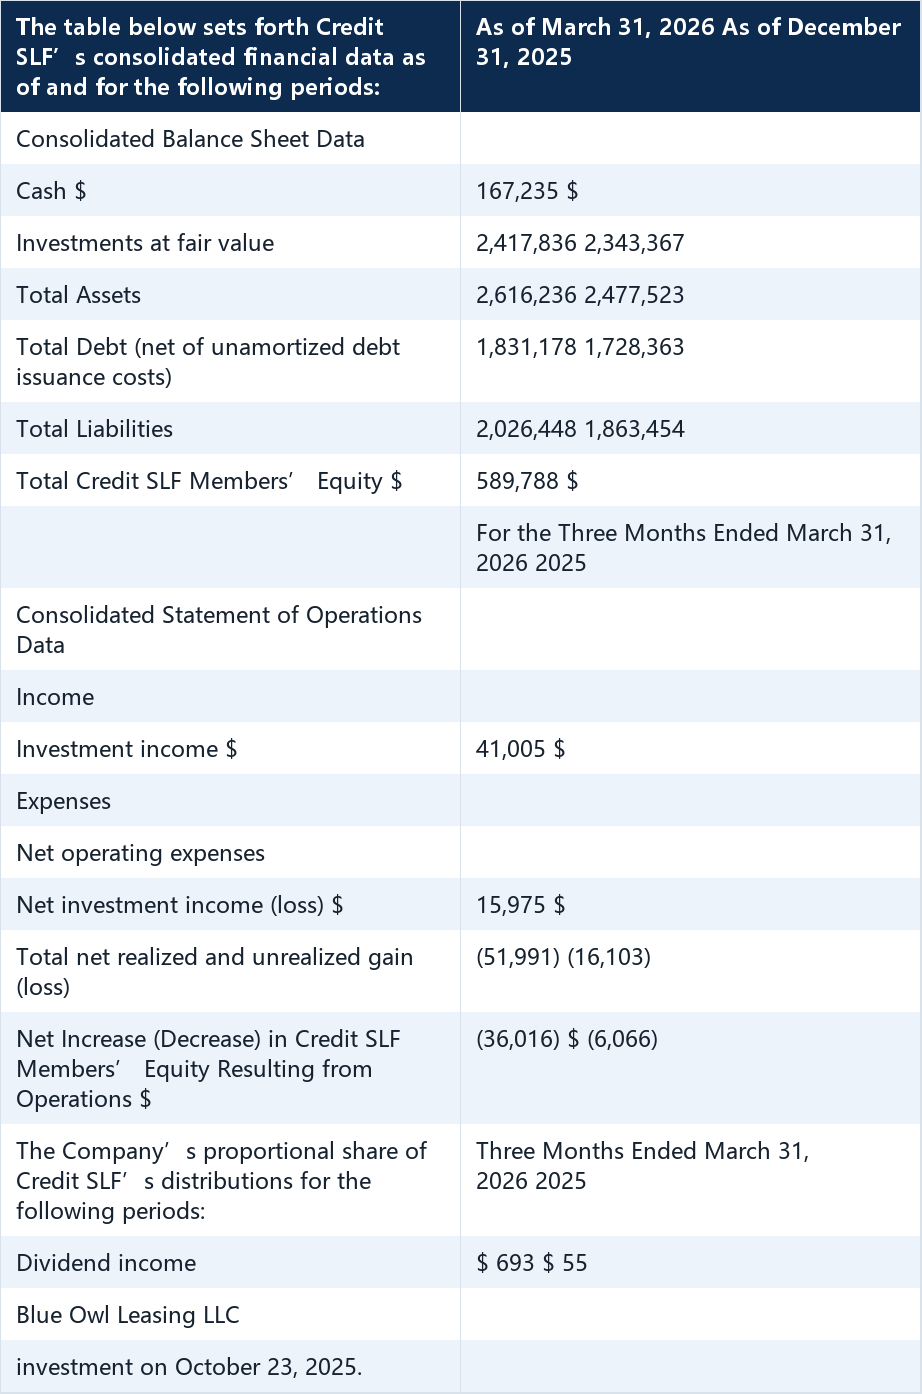 The table below sets forth Credit
SLF’s consolidated financial data as
of and for the following periods:
As of March 31, 2026 As of December
31, 2025
Consolidated Balance Sheet Data
Cash $
167,235 $
Investments at fair value
2,417,836 2,343,367
Total Assets
2,616,236 2,477,523
Total Debt (net of unamortized debt
issuance costs)
1,831,178 1,728,363
Total Liabilities
2,026,448 1,863,454
Total Credit SLF Members’ Equity $
589,788 $
For the Three Months Ended March 31,
2026 2025
Consolidated Statement of Operations
Data
Income
Investment income $
41,005 $
Expenses
Net operating expenses
Net investment income (loss) $
15,975 $
Total net realized and unrealized gain
(loss)
(51,991) (16,103)
Net Increase (Decrease) in Credit SLF
Members’ Equity Resulting from
Operations $
(36,016) $ (6,066)
The Company’s proportional share of
Credit SLF’s distributions for the
following periods:
Three Months Ended March 31,
2026 2025
Dividend income
$ 693 $ 55
Blue Owl Leasing LLC
investment on October 23, 2025.